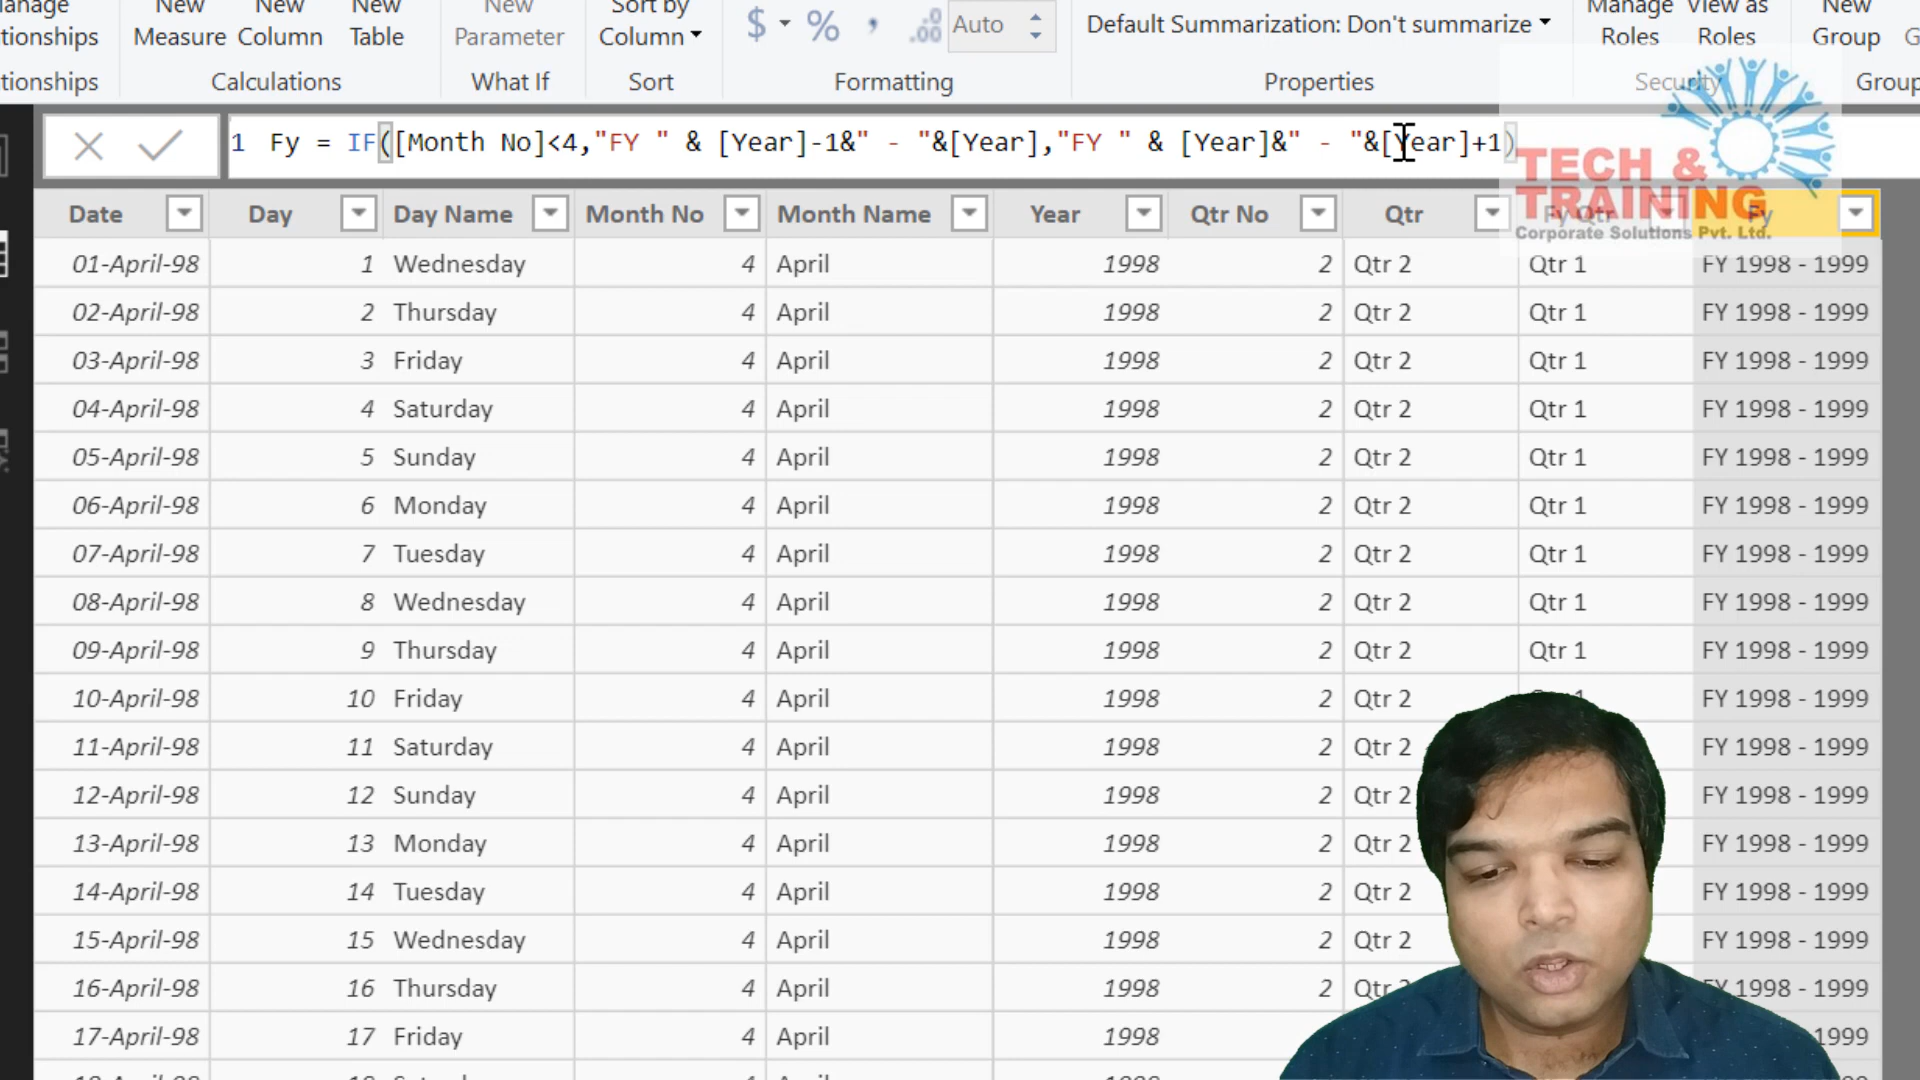 New New New New Sort by $ % , .00 Auto Default Summarization: Don't summarize View as New
Measure Column Table Parameter Column Roles Roles Group
Calculations What If Sort Formatting Properties Security
1 Fy = IF([Month No]<4,"FY " & [Year]-1&" - "&[Year],"FY " & [Year]&" - "&[Year]+1)
TECH &
TRAINING
Corporate Solutions Pvt. Ltd.
Date Day Day Name Month No Month Name Year Qtr No Qtr Fy Qtr Fy
01-April-98 1 Wednesday 4 April 1998 2 Qtr 2 Qtr 1 FY 1998 - 1999
02-April-98 2 Thursday 4 April 1998 2 Qtr 2 Qtr 1 FY 1998 - 1999
03-April-98 3 Friday 4 April 1998 2 Qtr 2 Qtr 1 FY 1998 - 1999
04-April-98 4 Saturday 4 April 1998 2 Qtr 2 Qtr 1 FY 1998 - 1999
05-April-98 5 Sunday 4 April 1998 2 Qtr 2 Qtr 1 FY 1998 - 1999
06-April-98 6 Monday 4 April 1998 2 Qtr 2 Qtr 1 FY 1998 - 1999
07-April-98 7 Tuesday 4 April 1998 2 Qtr 2 Qtr 1 FY 1998 - 1999
08-April-98 8 Wednesday 4 April 1998 2 Qtr 2 Qtr 1 FY 1998 - 1999
09-April-98 9 Thursday 4 April 1998 2 Qtr 2 Qtr 1 FY 1998 - 1999
10-April-98 10 Friday 4 April 1998 2 Qtr 2 FY 1998 - 1999
11-April-98 11 Saturday 4 April 1998 2 Qtr 2 FY 1998 - 1999
12-April-98 12 Sunday 4 April 1998 2 Qtr 2 FY 1998 - 1999
13-April-98 13 Monday 4 April 1998 2 Qtr 2 FY 1998 - 1999
14-April-98 14 Tuesday 4 April 1998 2 Qtr 2 FY 1998 - 1999
15-April-98 15 Wednesday 4 April 1998 2 Qtr 2 FY 1998 - 1999
16-April-98 16 Thursday 4 April 1998 2 Qtr 1998 - 1999
17-April-98 17 Friday 4 April 1998 1999